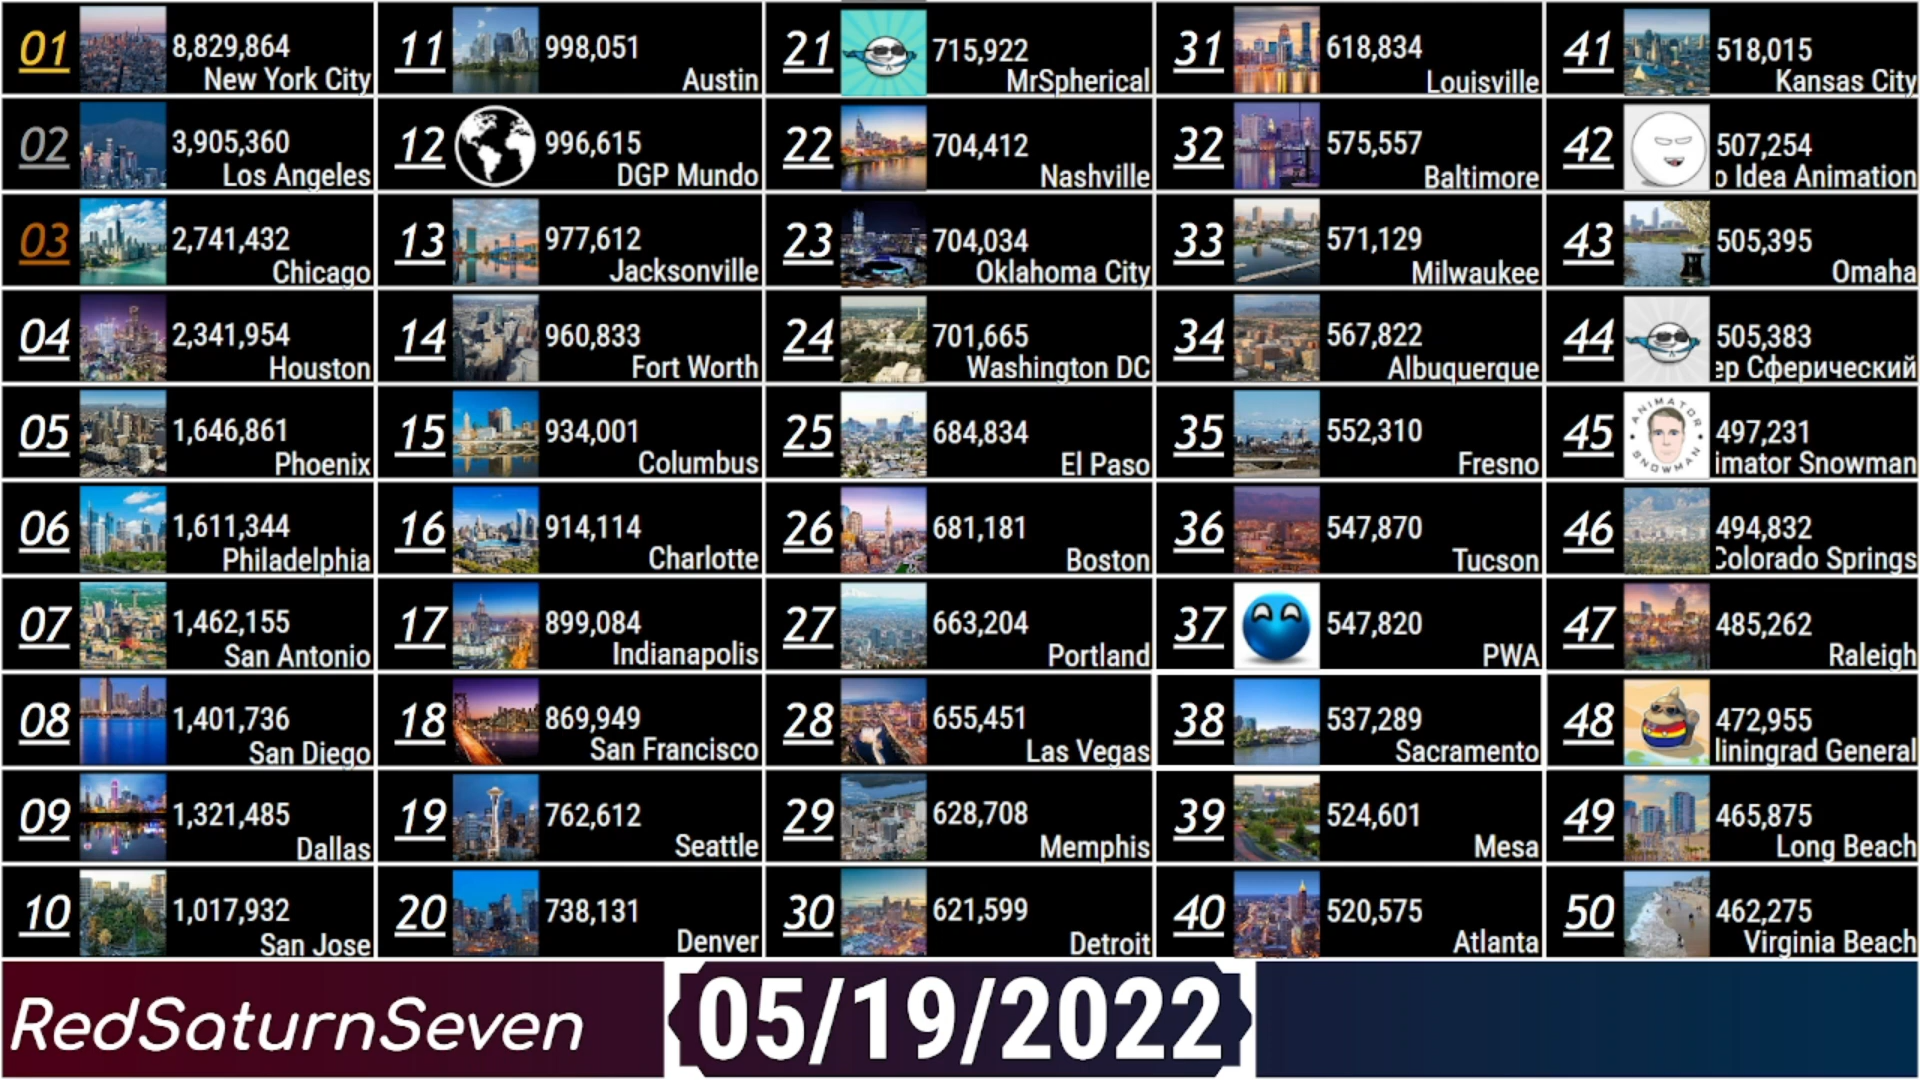 01
8,829,864
New York City
02
3,905,360
Los Angeles
03
2,741,432
Chicago
04
2,341,954
Houston
05
1,646,861
Phoenix
06
1,611,344
Philadelphia
07
1,462,155
San Antonio
08
1,401,736
San Diego
09
1,321,485
Dallas
10
1,017,932
San Jose
11
998,051
Austin
12
996,615
DGP Mundo
13
977,612
Jacksonville
14
960,833
Fort Worth
15
934,001
Columbus
16
914,114
Charlotte
17
899,084
Indianapolis
18
869,949
San Francisco
19
762,612
Seattle
20
738,131
Denver
21
715,922
MrSpherical
22
704,412
Nashville
23
704,034
Oklahoma City
24
701,665
Washington DC
25
684,834
El Paso
26
681,181
Boston
27
663,204
Portland
28
655,451
Las Vegas
29
628,708
Memphis
30
621,599
Detroit
31
618,834
Louisville
32
575,557
Baltimore
33
571,129
Milwaukee
34
567,822
Albuquerque
35
552,310
Fresno
36
547,870
Tucson
37
547,820
PWA
38
537,289
Sacramento
39
524,601
Mesa
40
520,575
Atlanta
41
518,015
Kansas City
42
507,254
o Idea Animation
43
505,395
Omaha
44
505,383
ер Сферический
45
ANIMATOR SNOWMAN
497,231
imator Snowman
46
494,832
Colorado Springs
47
485,262
Raleigh
48
472,955
liningrad General
49
465,875
Long Beach
50
462,275
Virginia Beach
RedSaturnSeven
05/19/2022